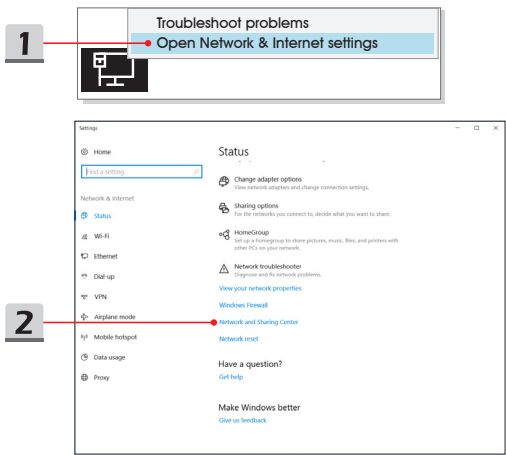 Troubleshoot problems
1
Open Network & Internet settings
Settings
Home
Status
Find a setting
Change adapter options
View network adapters and change connection settings.
Network & Internet
Sharing options
For the networks you connect to, decide what you want to share.
Status
Wi-Fi
HomeGroup
Set up a homegroup to share pictures, music, files, and printers with
other PCs on your network.
Ethernet
Network troubleshooter
Diagnose and fix network problems.
Dial-up
View your network properties
VPN
Windows Firewall
Airplane mode
2
Network and Sharing Center
Mobile hotspot
Network reset
Data usage
Have a question?
Proxy
Get help
Make Windows better
Give us feedback